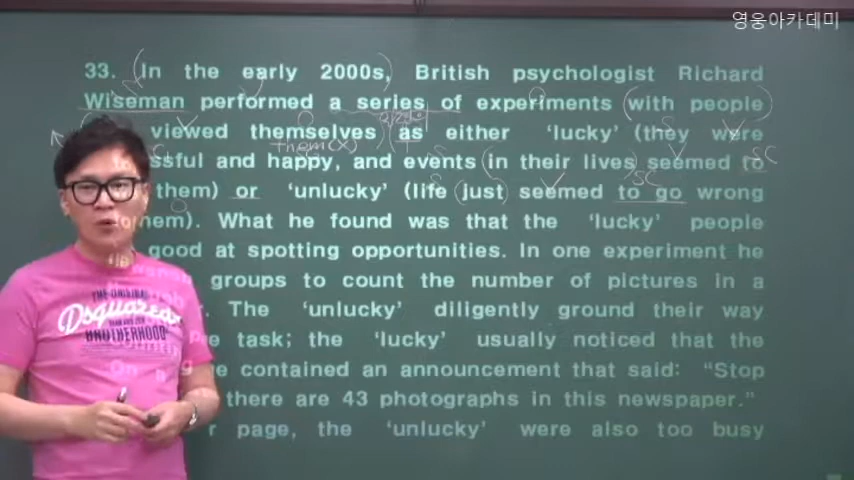 영웅아카데미
33. In the early 2000s, British psychologist Richard
Wiseman performed a series of experiments with people
viewed themselves as either 'lucky' (they were
them(x)
and happy, and events in their lives seemed to
them) or 'unlucky' (life just seemed to go wrong
What he found was that the 'lucky' people
good at spotting opportunities. In one experiment he
groups to count the number of pictures in a
The 'unlucky' diligently ground their way
task; the 'lucky' usually noticed that the
contained an announcement that said: "Stop
there are 43 photographs in this newspaper."
page, the 'unlucky' were also too busy